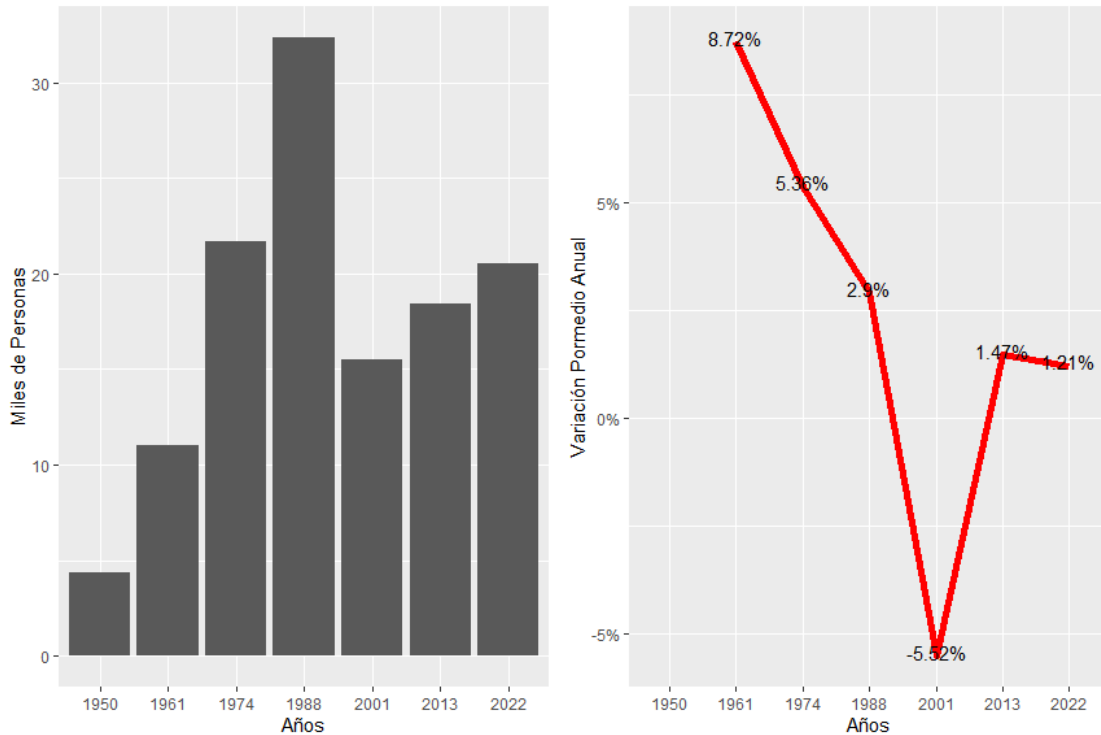 Miles de Personas
30
20
10
0
1950 1961 1974 1988 2001 2013 2022
Años
Variación Pormedio Anual
5%
0%
-5%
8.72%
5.36%
2.9%
-5.52%
1.47%
1.21%
1950 1961 1974 1988 2001 2013 2022
Años